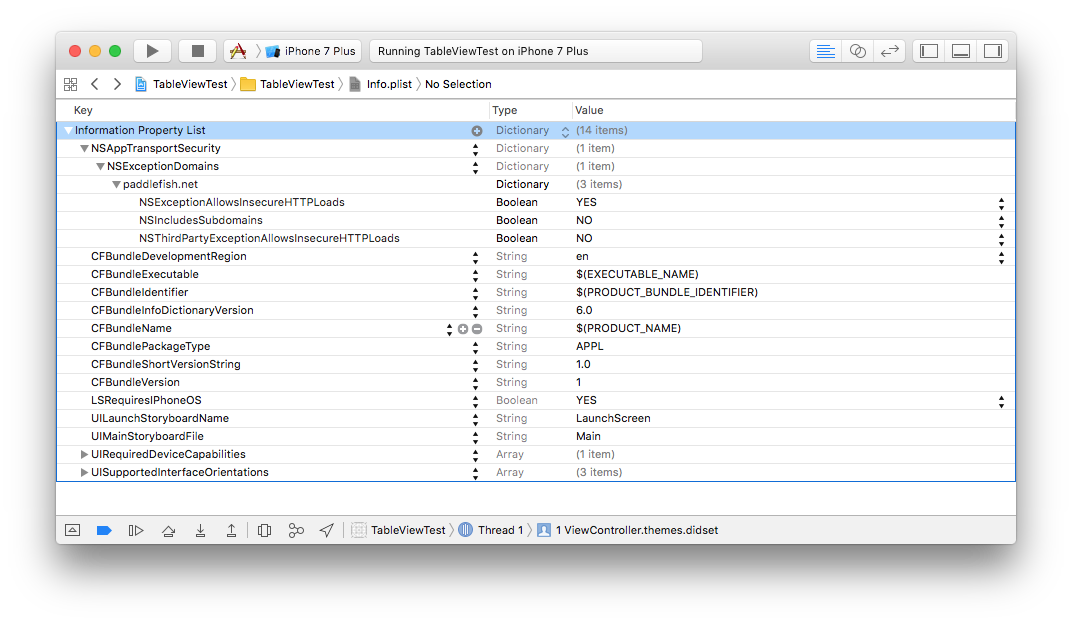 iPhone 7 Plus
Running TableViewTest on iPhone 7 Plus
TableViewTest TableViewTest Info.plist No Selection
Key Type Value
Information Property List Dictionary (14 items)
NSAppTransportSecurity Dictionary (1 item)
NSExceptionDomains Dictionary (1 item)
paddlefish.net Dictionary (3 items)
NSExceptionAllowsInsecureHTTPLoads Boolean YES
NSIncludesSubdomains Boolean NO
NSThirdPartyExceptionAllowsInsecureHTTPLoads Boolean NO
CFBundleDevelopmentRegion String en
CFBundleExecutable String $(EXECUTABLE_NAME)
CFBundleIdentifier String $(PRODUCT_BUNDLE_IDENTIFIER)
CFBundleInfoDictionaryVersion String 6.0
CFBundleName String $(PRODUCT_NAME)
CFBundlePackageType String APPL
CFBundleShortVersionString String 1.0
CFBundleVersion String 1
LSRequiresIPhoneOS Boolean YES
UILaunchStoryboardName String LaunchScreen
UIMainStoryboardFile String Main
UIRequiredDeviceCapabilities Array (1 item)
UISupportedInterfaceOrientations Array (3 items)
TableViewTest Thread 1 1 ViewController.themes.didset